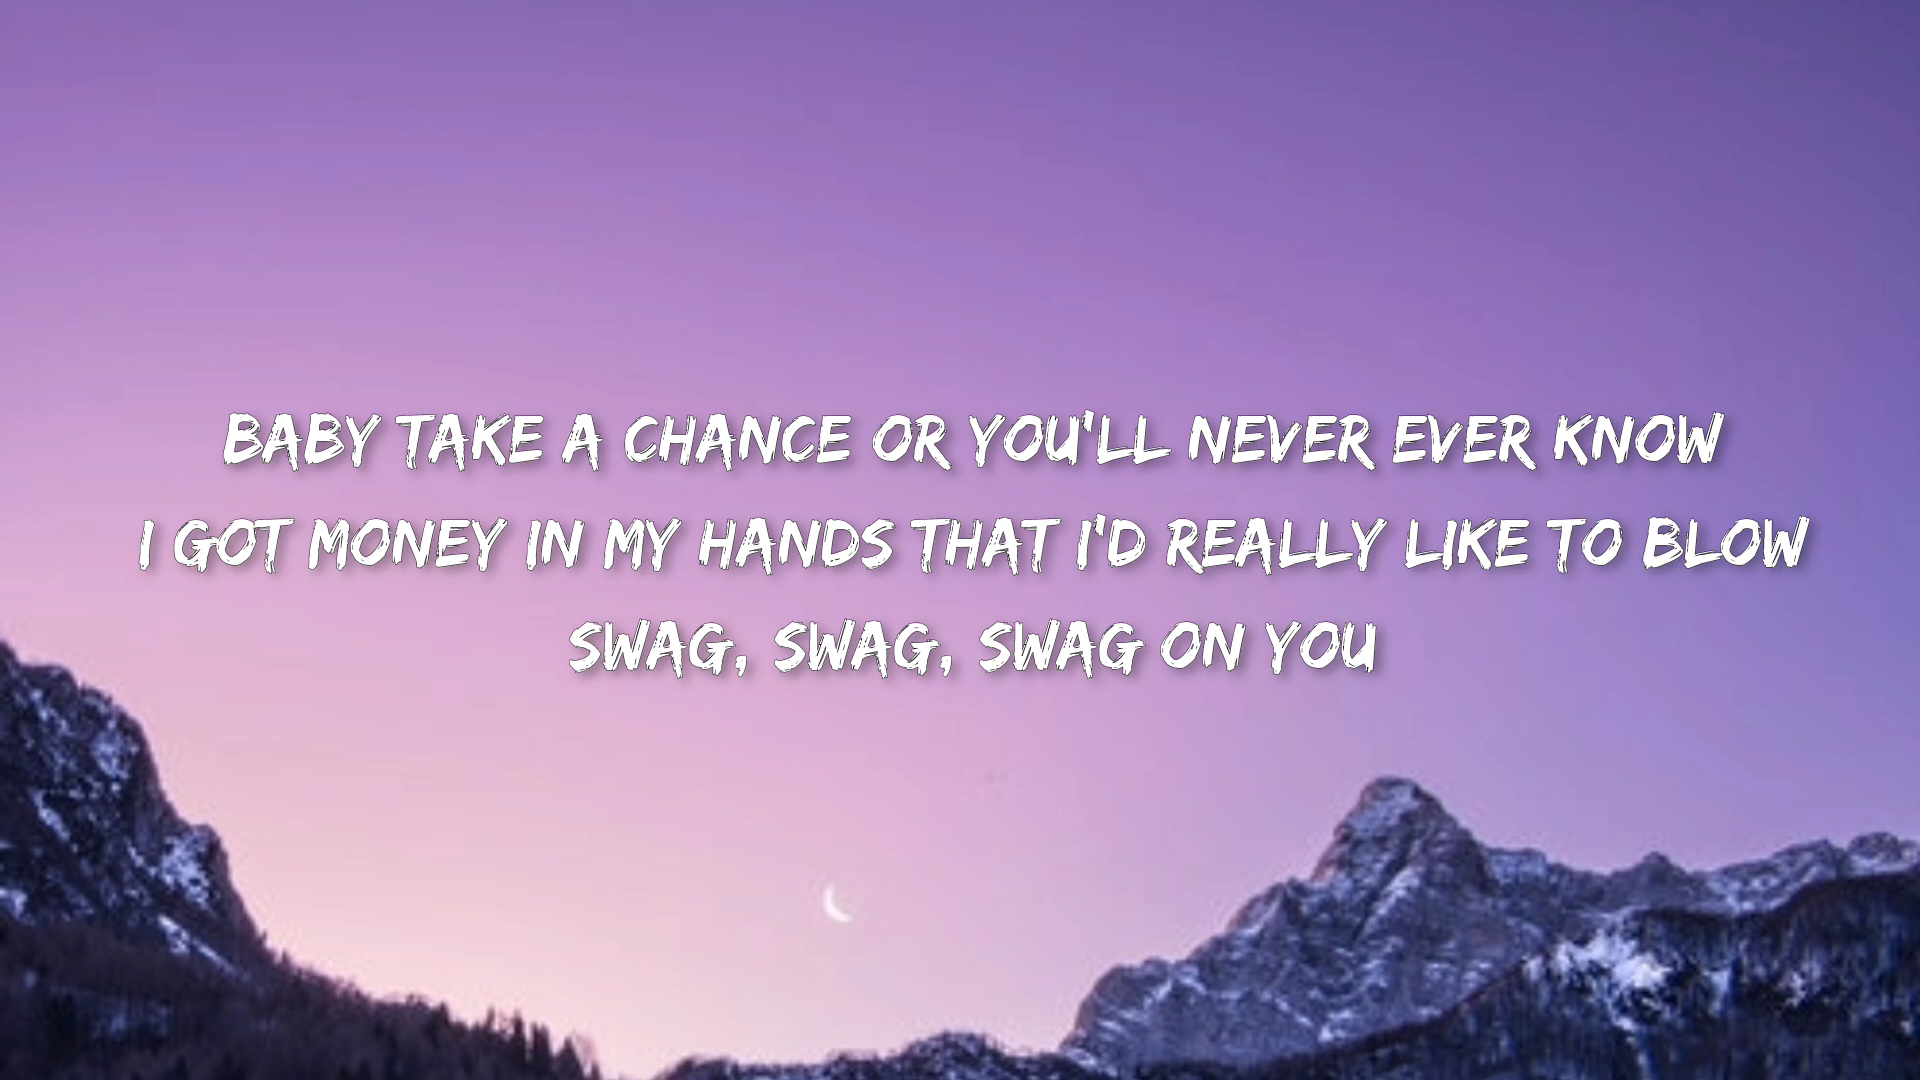 BABY TAKE A CHANCE OR YOU'LL NEVER EVER KNOW
I GOT MONEY IN MY HANDS THAT I'D REALLY LIKE TO BLOW
SWAG, SWAG, SWAG ON YOU